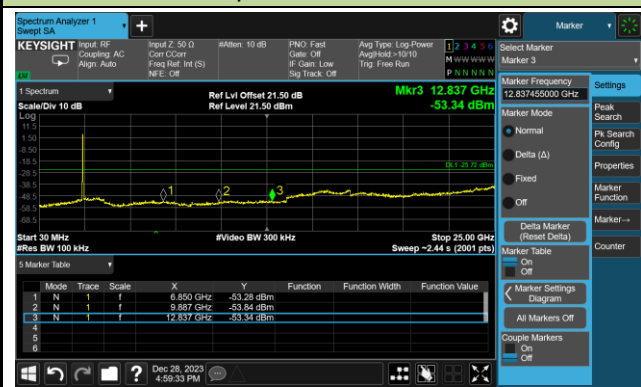 Spectrum Analyzer 1
Swept SA
+
Marker
KEYSIGHT
Input: RF
Coupling: AC
Align: Auto
Input Z: 50 Ω
Corr CCorr
Freq Ref: Int (S)
NFE: Off
#Atten: 10 dB
PNO: Fast
Gate: Off
IF Gain: Low
Sig Track: Off
Avg Type: Log-Power
Avg|Hold:>10/10
Trig: Free Run
1 2 3 4 5 6
M W W W W W
P N N N N N
LXI
Select Marker
Marker 3
1 Spectrum
Scale/Div 10 dB
Ref Lvl Offset 21.50 dB
Ref Level 21.50 dBm
Mkr3 12.837 GHz
-53.34 dBm
Log
11.5
1.50
-8.50
-18.5
-28.5
-38.5
-48.5
-58.5
-68.5
DL1 -25.72 dBm
1
2
3
Start 30 MHz
#Video BW 300 kHz
Stop 25.00 GHz
#Res BW 100 kHz
Sweep ~2.44 s (2001 pts)
5 Marker Table
Mode Trace Scale X Y Function Function Width Function Value
1 N 1 f 6.850 GHz -53.28 dBm
2 N 1 f 9.887 GHz -53.84 dBm
3 N 1 f 12.837 GHz -53.34 dBm
4
5
6
Marker Frequency
12.837455000 GHz
Marker Mode
Normal
Delta (Δ)
Fixed
Off
Delta Marker
(Reset Delta)
Marker Table
On
Off
Marker Settings
Diagram
All Markers Off
Couple Markers
On
Off
Settings
Peak
Search
Pk Search
Config
Properties
Marker
Function
Marker→
Counter
?
Dec 28, 2023
4:59:33 PM